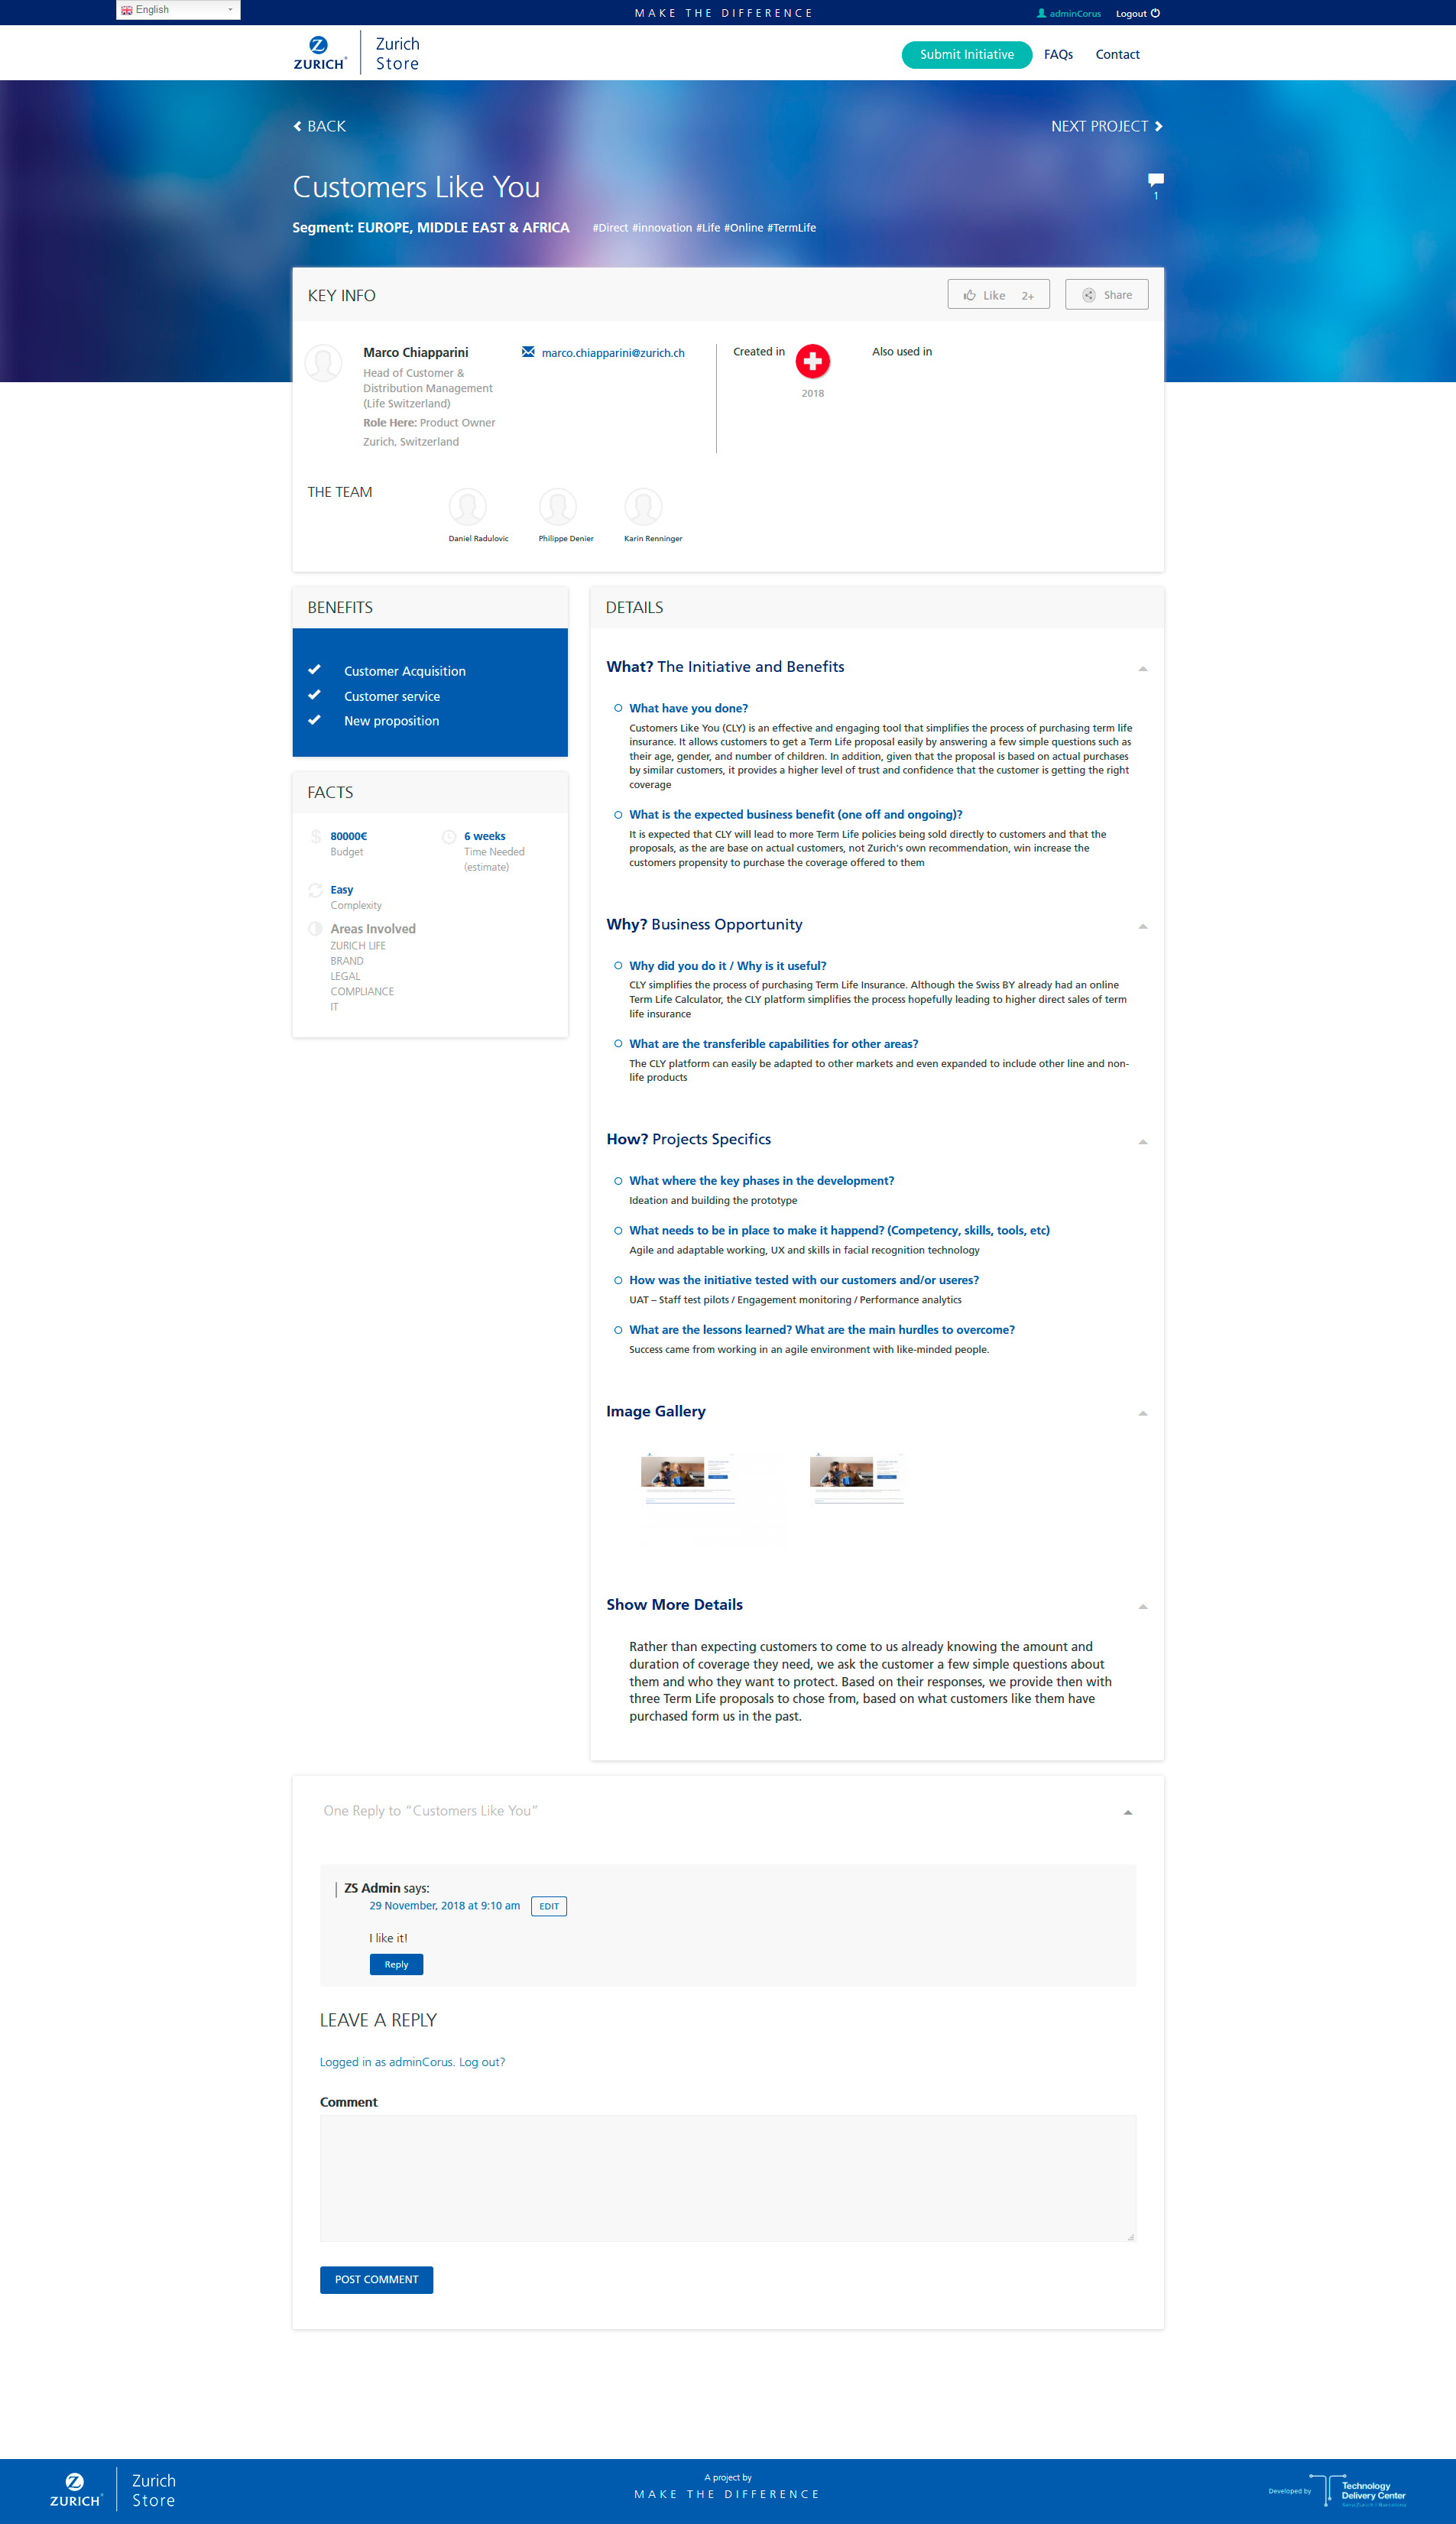 English
MAKE THE DIFFERENCE
adminCorus
Logout
ZURICH
Zurich
Store
Submit Initiative
FAQs
Contact
BACK
NEXT PROJECT
Customers Like You
1
Segment: EUROPE, MIDDLE EAST & AFRICA
#Direct #innovation #Life #Online #TermLife
KEY INFO
Like 2+
Share
Marco Chiapparini
Head of Customer &
Distribution Management
(Life Switzerland)
Role Here: Product Owner
Zurich, Switzerland
marco.chiapparini@zurich.ch
Created in
2018
Also used in
THE TEAM
Daniel Radulovic
Philippe Denier
Karin Renninger
BENEFITS
Customer Acquisition
Customer service
New proposition
FACTS
80000€
Budget
6 weeks
Time Needed
(estimate)
Easy
Complexity
Areas Involved
ZURICH LIFE
BRAND
LEGAL
COMPLIANCE
IT
DETAILS
What? The Initiative and Benefits
What have you done?
Customers Like You (CLY) is an effective and engaging tool that simplifies the process of purchasing term life
insurance. It allows customers to get a Term Life proposal easily by answering a few simple questions such as
their age, gender, and number of children. In addition, given that the proposal is based on actual purchases
by similar customers, it provides a higher level of trust and confidence that the customer is getting the right
coverage
What is the expected business benefit (one off and ongoing)?
It is expected that CLY will lead to more Term Life policies being sold directly to customers and that the
proposals, as the are base on actual customers, not Zurich's own recommendation, win increase the
customers propensity to purchase the coverage offered to them
Why? Business Opportunity
Why did you do it / Why is it useful?
CLY simplifies the process of purchasing Term Life Insurance. Although the Swiss BY already had an online
Term Life Calculator, the CLY platform simplifies the process hopefully leading to higher direct sales of term
life insurance
What are the transferible capabilities for other areas?
The CLY platform can easily be adapted to other markets and even expanded to include other line and non-
life products
How? Projects Specifics
What where the key phases in the development?
Ideation and building the prototype
What needs to be in place to make it happend? (Competency, skills, tools, etc)
Agile and adaptable working, UX and skills in facial recognition technology
How was the initiative tested with our customers and/or useres?
UAT – Staff test pilots / Engagement monitoring / Performance analytics
What are the lessons learned? What are the main hurdles to overcome?
Success came from working in an agile environment with like-minded people.
Image Gallery
Show More Details
Rather than expecting customers to come to us already knowing the amount and
duration of coverage they need, we ask the customer a few simple questions about
them and who they want to protect. Based on their responses, we provide then with
three Term Life proposals to chose from, based on what customers like them have
purchased form us in the past.
One Reply to “Customers Like You”
ZS Admin says:
29 November, 2018 at 9:10 am
EDIT
I like it!
Reply
LEAVE A REPLY
Logged in as adminCorus. Log out?
Comment
POST COMMENT
ZURICH
Zurich
Store
A project by
MAKE THE DIFFERENCE
Developed by
Technology
Delivery Center